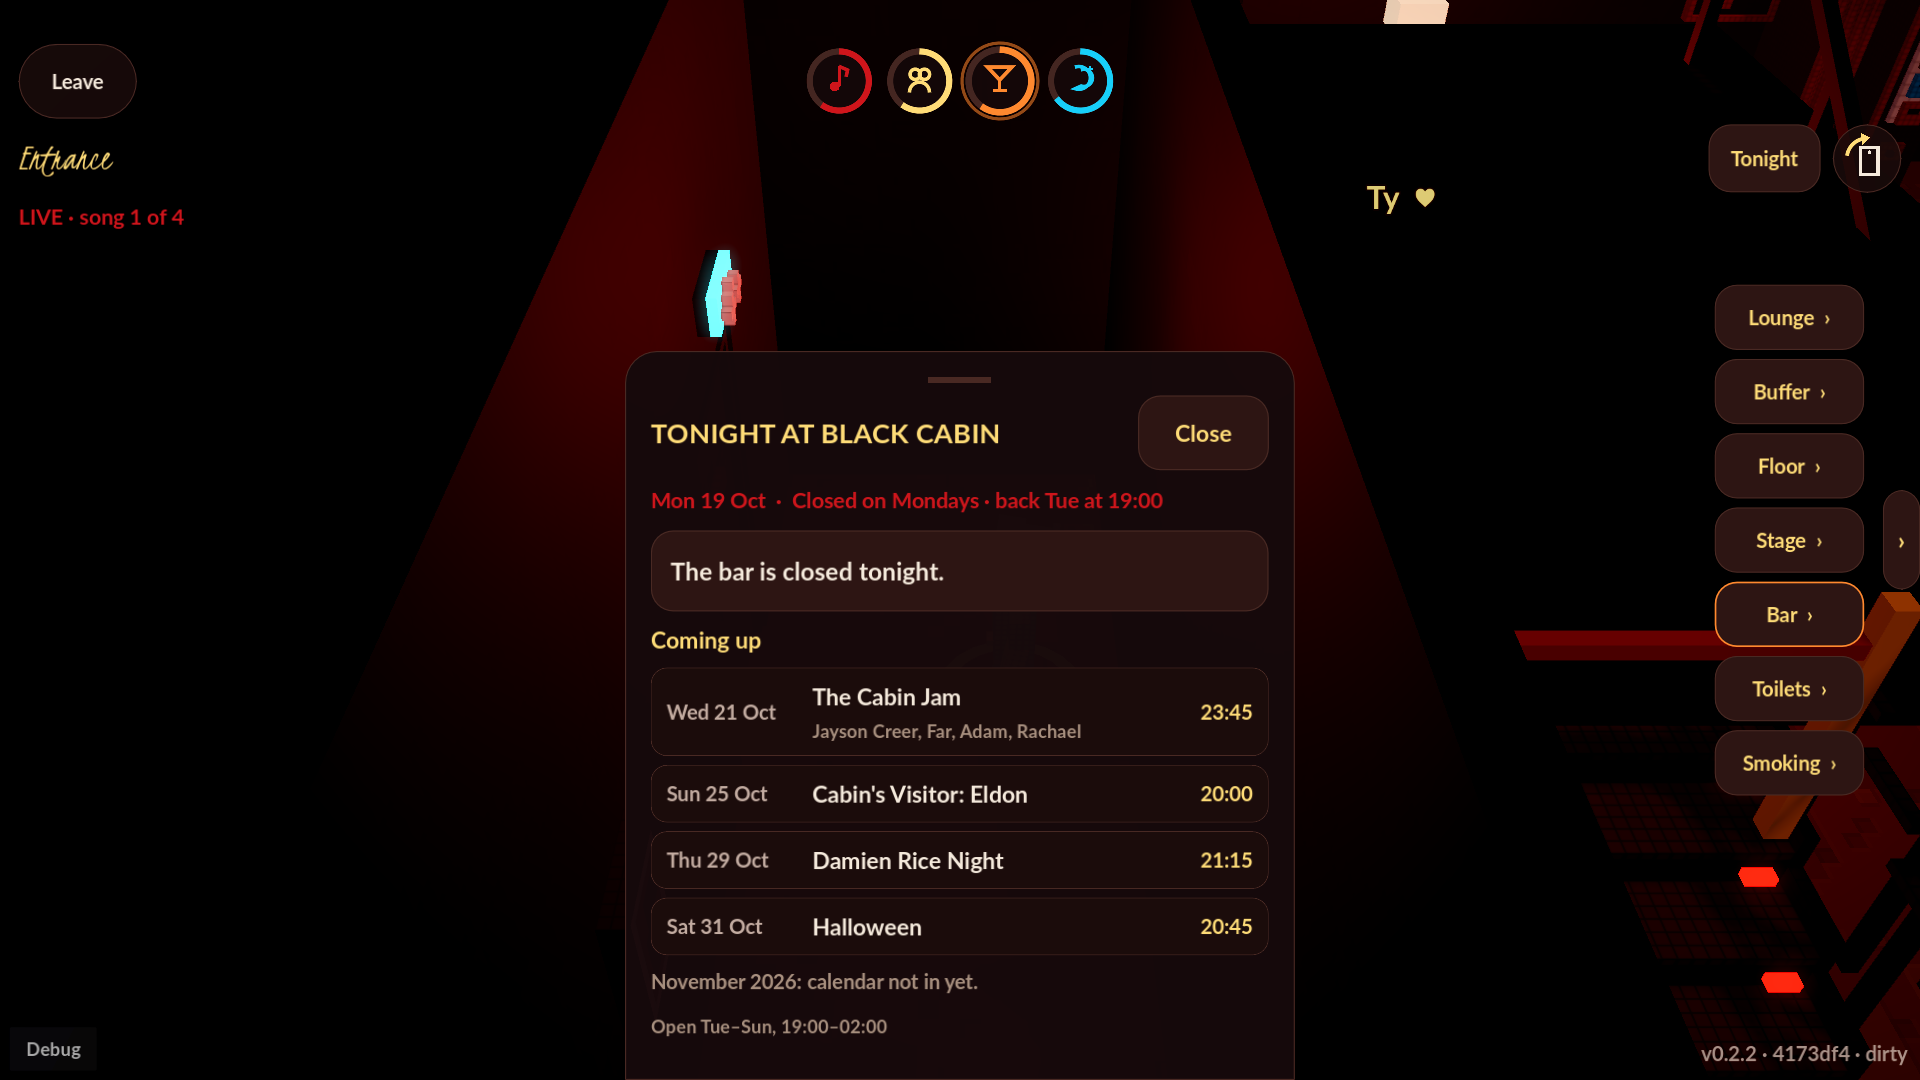 Leave
Entrance
LIVE · song 1 of 4
Tonight
Ty ♥
Lounge ›
Buffer ›
Floor ›
Stage ›
Bar ›
Toilets ›
Smoking ›
›
TONIGHT AT BLACK CABIN
Close
Mon 19 Oct · Closed on Mondays · back Tue at 19:00
The bar is closed tonight.
Coming up
Wed 21 Oct The Cabin Jam 23:45
Jayson Creer, Far, Adam, Rachael
Sun 25 Oct Cabin's Visitor: Eldon 20:00
Thu 29 Oct Damien Rice Night 21:15
Sat 31 Oct Halloween 20:45
November 2026: calendar not in yet.
Open Tue–Sun, 19:00–02:00
Debug
v0.2.2 · 4173df4 · dirty